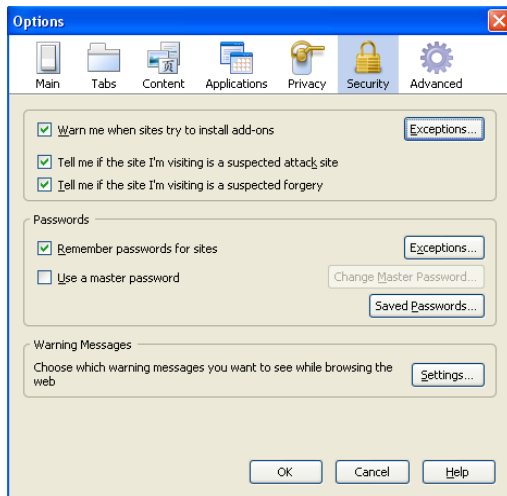 Options
Main Tabs Content Applications Privacy Security Advanced
Warn me when sites try to install add-ons Exceptions...
Tell me if the site I'm visiting is a suspected attack site
Tell me if the site I'm visiting is a suspected forgery
Passwords
Remember passwords for sites Exceptions...
Use a master password Change Master Password...
Saved Passwords...
Warning Messages
Choose which warning messages you want to see while browsing the
web
Settings...
OK Cancel Help